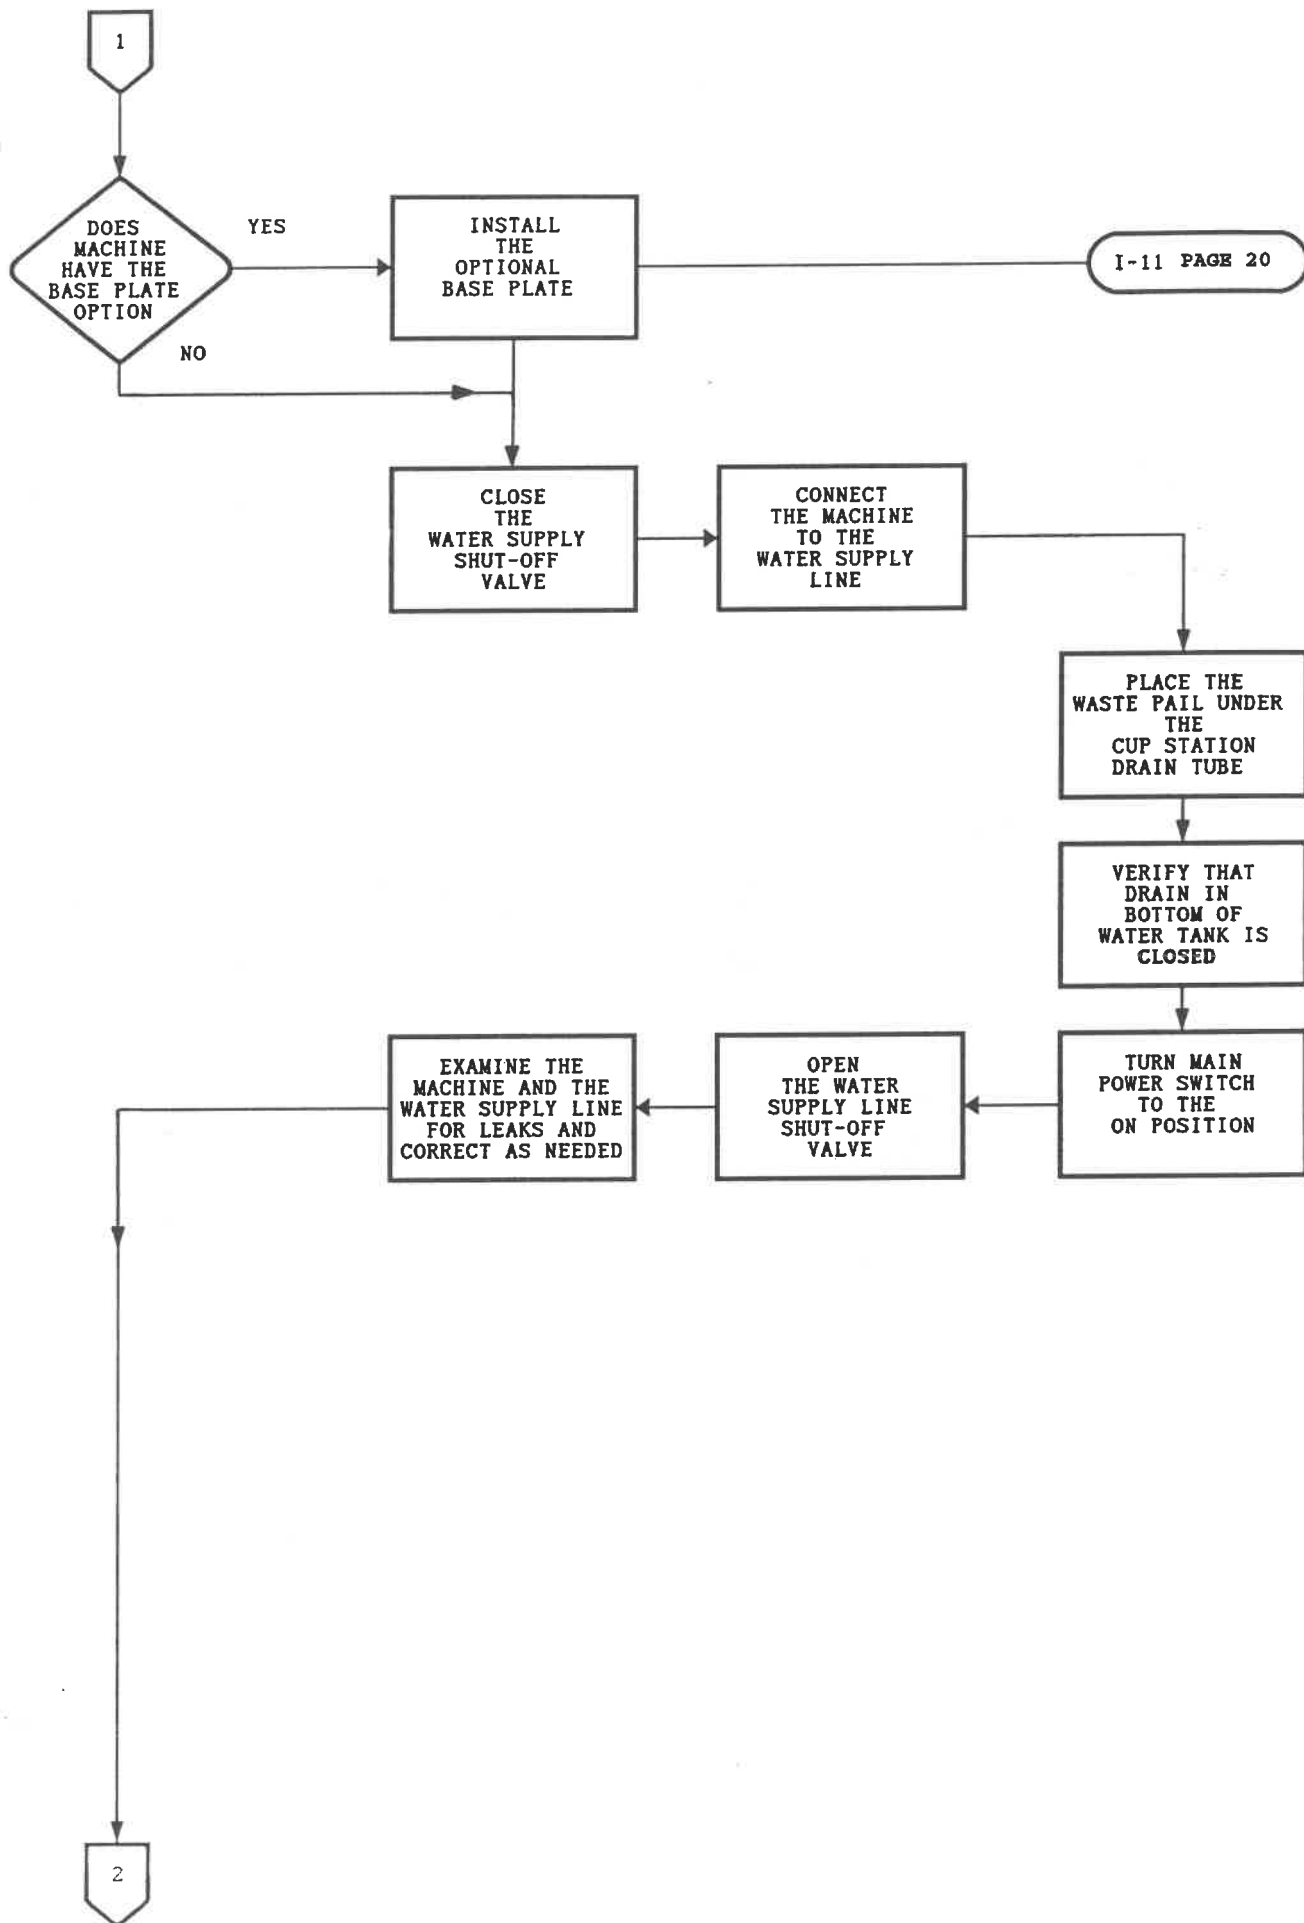 1
DOES
MACHINE
HAVE THE
BASE PLATE
OPTION
YES
NO
INSTALL
THE
OPTIONAL
BASE PLATE
I-11 PAGE 20
CLOSE
THE
WATER SUPPLY
SHUT-OFF
VALVE
CONNECT
THE MACHINE
TO THE
WATER SUPPLY
LINE
PLACE THE
WASTE PAIL UNDER
THE
CUP STATION
DRAIN TUBE
VERIFY THAT
DRAIN IN
BOTTOM OF
WATER TANK IS
CLOSED
TURN MAIN
POWER SWITCH
TO THE
ON POSITION
OPEN
THE WATER
SUPPLY LINE
SHUT-OFF
VALVE
EXAMINE THE
MACHINE AND THE
WATER SUPPLY LINE
FOR LEAKS AND
CORRECT AS NEEDED
2